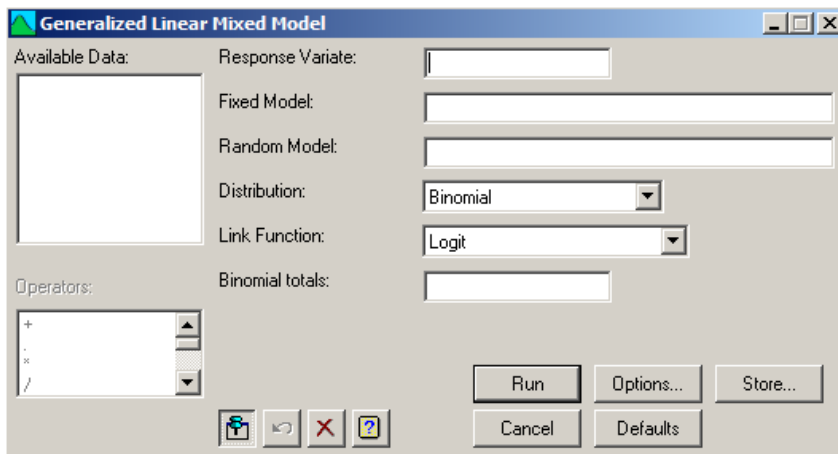 Generalized Linear Mixed Model
Available Data:
Response Variate:
Fixed Model:
Random Model:
Distribution:
Binomial
Link Function:
Logit
Binomial totals:
Operators:
+
.
*
/
Run
Options...
Store...
Cancel
Defaults